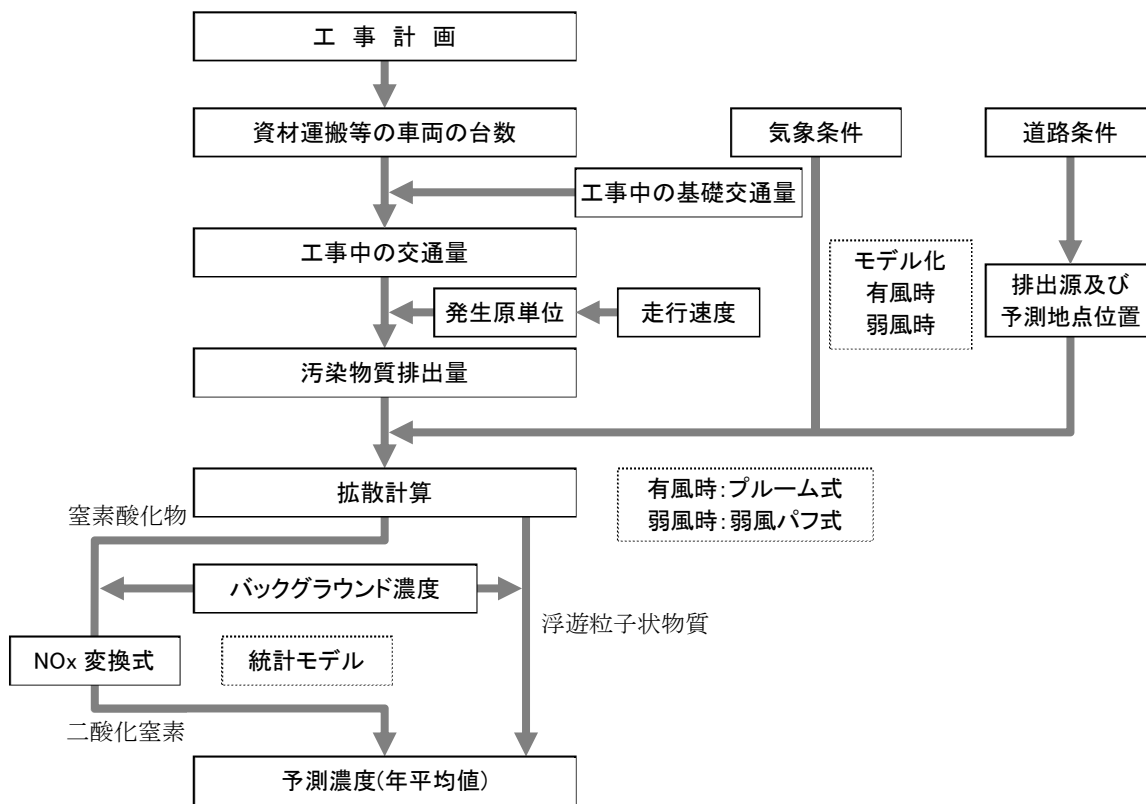 工 事 計 画
資材運搬等の車両の台数
気象条件
道路条件
工事中の基礎交通量
工事中の交通量
モデル化
有風時
弱風時
排出源及び
予測地点位置
発生原単位
走行速度
汚染物質排出量
拡散計算
有風時：プルーム式
弱風時：弱風パフ式
窒素酸化物
バックグラウンド濃度
浮遊粒子状物質
NOx 変換式
統計モデル
二酸化窒素
予測濃度(年平均値)